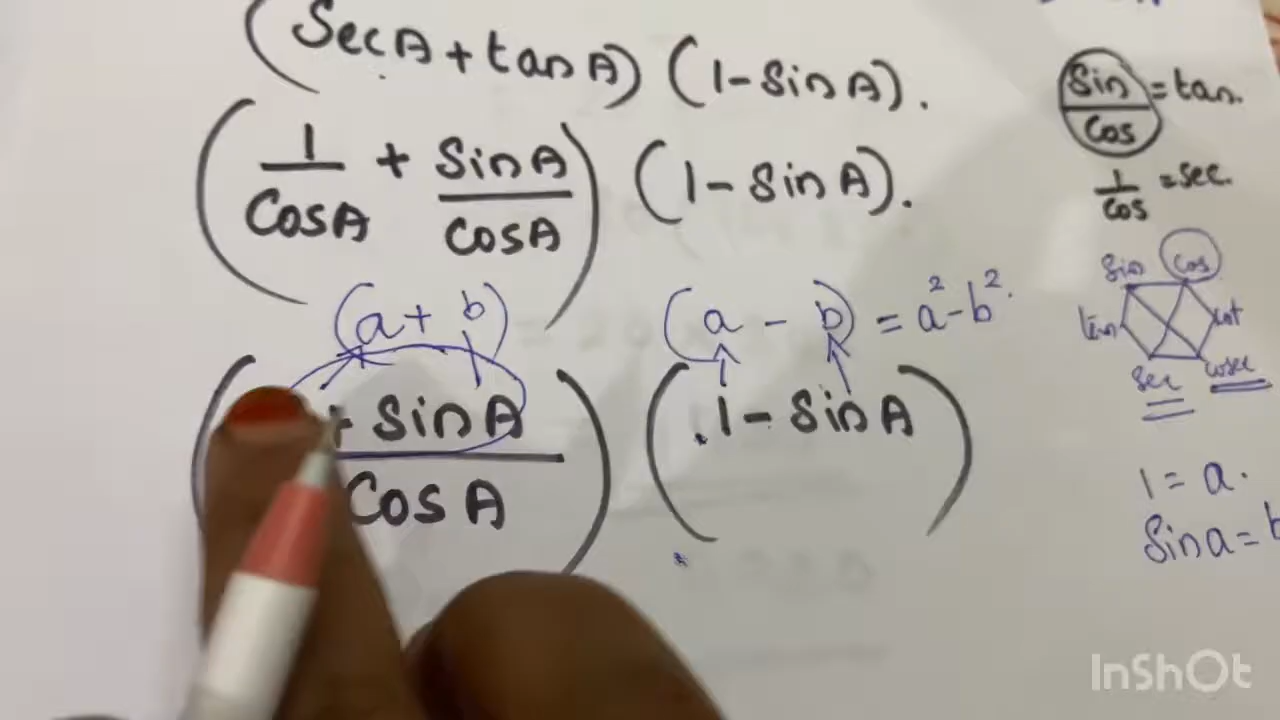 (SecA + tanA) (1 - SinA).
(1/CosA + SinA/CosA) (1 - SinA).
(a + b) (a - b) = a² - b².
(+ SinA / CosA) (1 - SinA)
Sin/Cos = tan.
1/Cos = sec.
Sin Cos
tan cot
Sec cosec
1 = a.
Sin a = b
InShOt